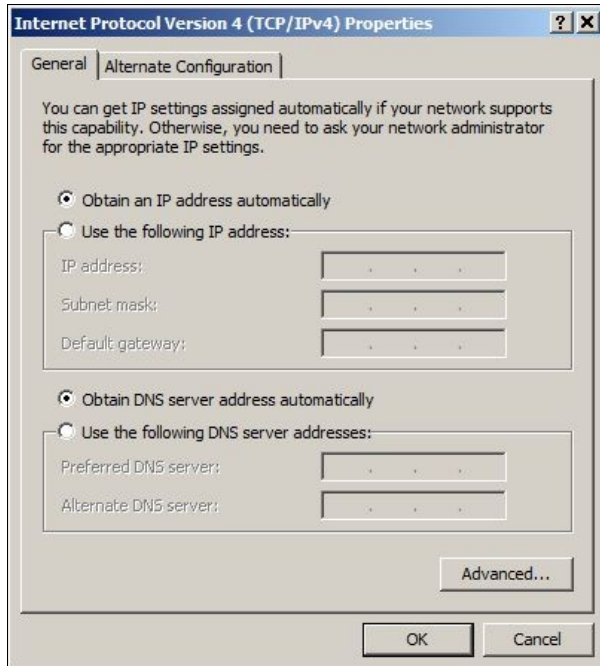 Internet Protocol Version 4 (TCP/IPv4) Properties
General
Alternate Configuration
You can get IP settings assigned automatically if your network supports
this capability. Otherwise, you need to ask your network administrator
for the appropriate IP settings.
Obtain an IP address automatically
Use the following IP address:
IP address:
Subnet mask:
Default gateway:
Obtain DNS server address automatically
Use the following DNS server addresses:
Preferred DNS server:
Alternate DNS server:
Advanced...
OK
Cancel